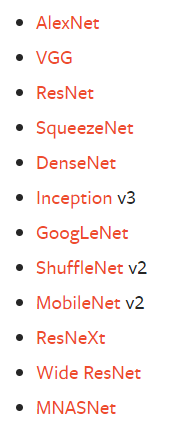 AlexNet
VGG
ResNet
SqueezeNet
DenseNet
Inception v3
GoogLeNet
ShuffleNet v2
MobileNet v2
ResNeXt
Wide ResNet
MNASNet